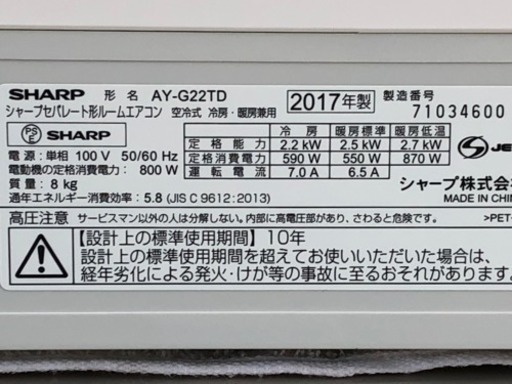 SHARP 形名 AY-G22TD 2017年製 製造番号
シャープセパレート形ルームエアコン 空冷式 冷房・暖房兼用 71034600
PS E SHARP
冷房 暖房標準 暖房低温
定格能力 2.2 kW 2.5 kW 2.7 kW
定格消費電力 590 W 550 W 870 W
運転電流 7.0 A 6.5 A
電源:単相 100 V 50/60 Hz
電動機の定格消費電力: 800 W
質量: 8 kg
通年エネルギー消費効率: 5.8 (JIS C 9612:2013)
JE
シャープ株式
MADE IN CHIN
高圧注意 サービスマン以外の人は分解しない。内部に高電圧部があり、さわると危険です。 >PET
【設計上の標準使用期間】10年
設計上の標準使用期間を超えてお使いいただいた場合は、
経年劣化による発火・けが等の事故に至るおそれがあります。